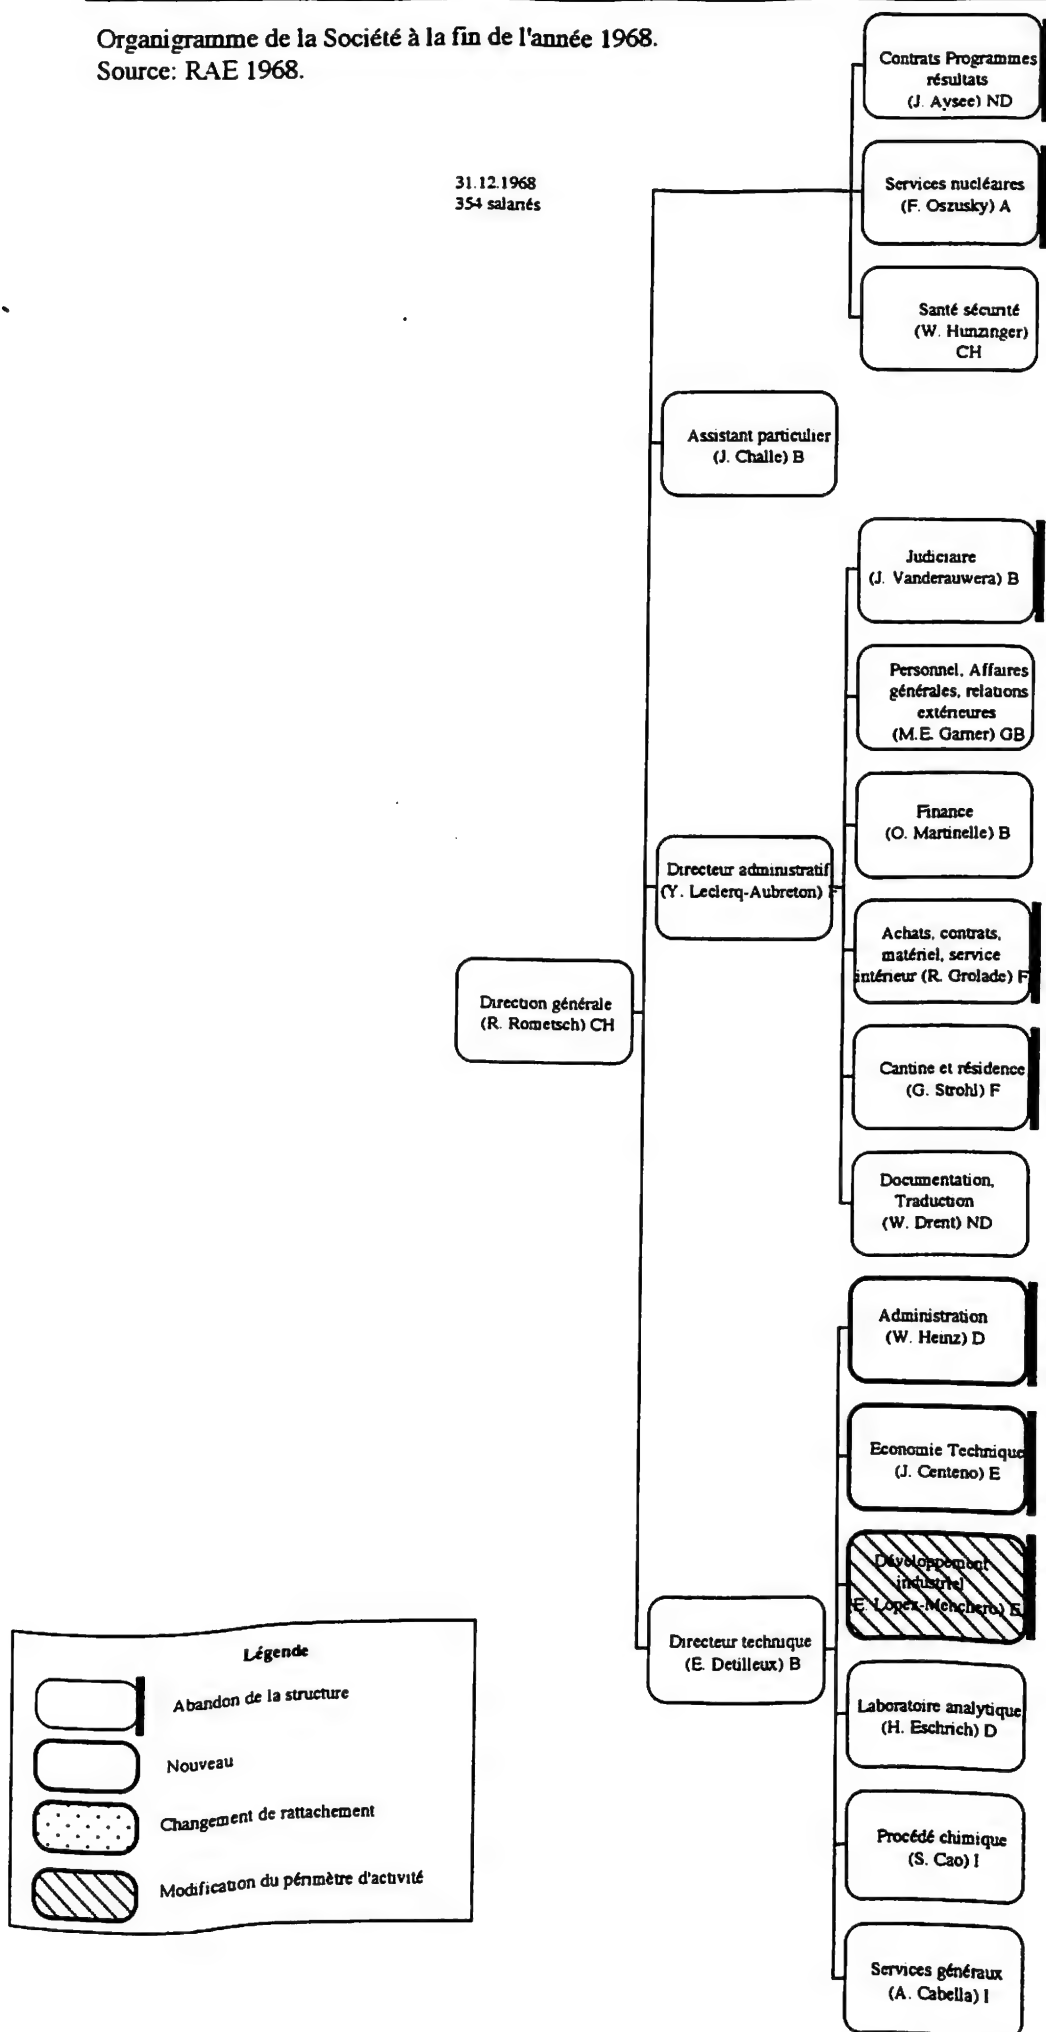 Organigramme de la Société à la fin de l'année 1968.
Source: RAE 1968.
31.12.1968
354 salariés
Contrats Programmes
résultats
(J. Aysee) ND
Services nucléaires
(F. Oszusky) A
Santé sécurité
(W. Hunzinger)
CH
Assistant particulier
(J. Challe) B
Judiciaire
(J. Vanderauwera) B
Personnel, Affaires
générales, relations
extérieures
(M.E. Garner) GB
Finance
(O. Martinelle) B
Directeur administratif
(Y. Leclerq-Aubreton) F
Achats, contrats,
matériel, service
intérieur (R. Grolade) F
Direction générale
(R. Rometsch) CH
Cantine et résidence
(G. Strohl) F
Documentation,
Traduction
(W. Drent) ND
Administration
(W. Heinz) D
Economie Technique
(J. Centeno) E
Développement
industriel
(E. Lopez-Menchero) E
Directeur technique
(E. Detilleux) B
Laboratoire analytique
(H. Eschrich) D
Procédé chimique
(S. Cao) I
Services généraux
(A. Cabella) I
Légende
Abandon de la structure
Nouveau
Changement de rattachement
Modification du périmètre d'activité